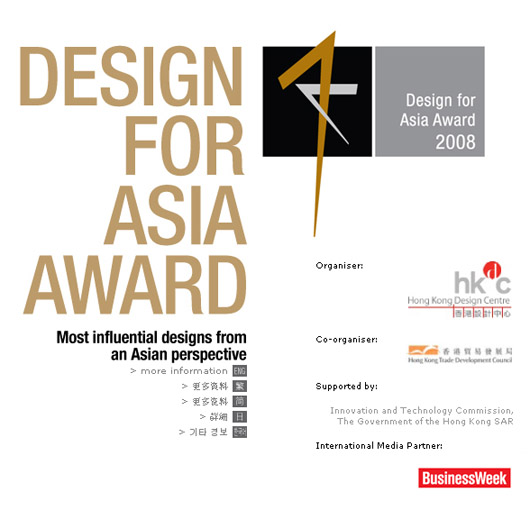 DESIGN
FOR
ASIA
AWARD
Most influential designs from
an Asian perspective
> more information ENG
> 更多資料 繁
> 更多資料 简
> 詳細 日
> 기타 정보 한국어
Design for
Asia Award
2008
Organiser:
hkdc
Hong Kong Design Centre
香港設計中心
Co-organiser:
香港貿易發展局
Hong Kong Trade Development Council
Supported by:
Innovation and Technology Commission,
The Government of the Hong Kong SAR
International Media Partner:
BusinessWeek